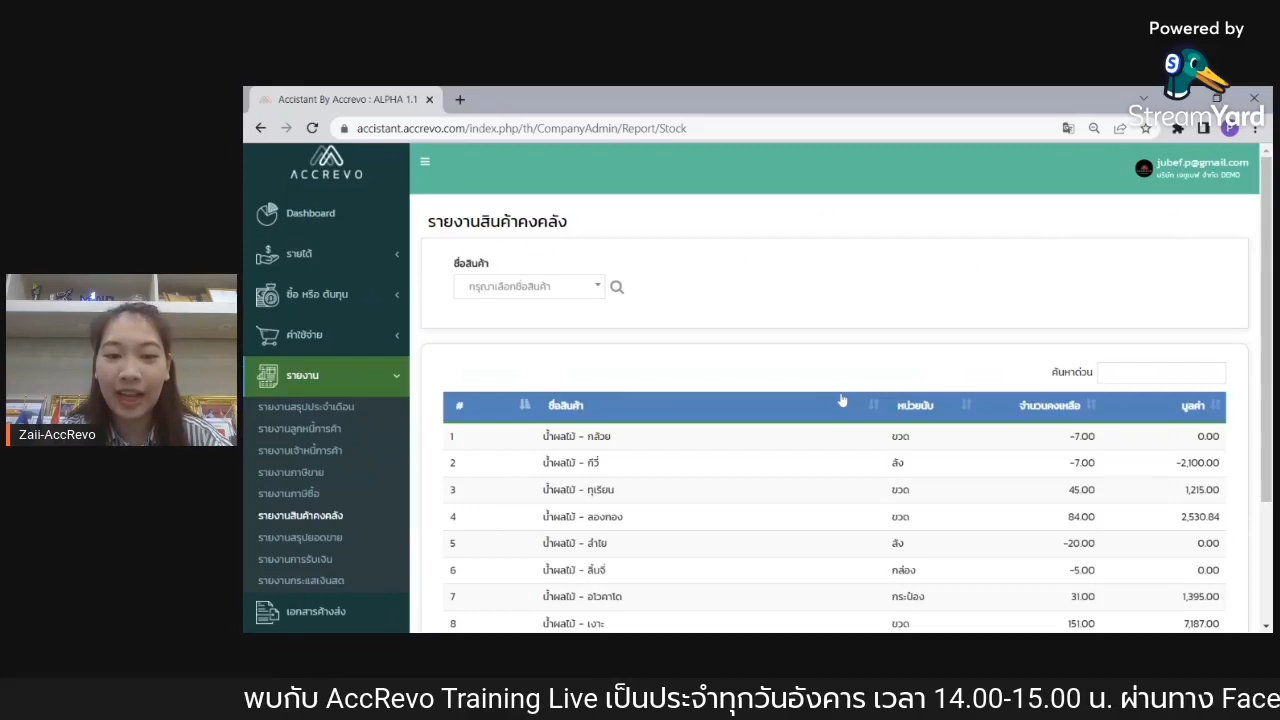 Powered by
StreamYard
Accistant By Accrevo : ALPHA 1.1
accistant.accrevo.com/index.php/th/CompanyAdmin/Report/Stock
ACCREVO
jubef.p@gmail.com
บริษัท เจยูเบฟ จำกัด DEMO
Dashboard
รายได้
ซื้อ หรือ ต้นทุน
ค่าใช้จ่าย
รายงาน
รายงานสรุปประจำเดือน
รายงานลูกหนี้การค้า
รายงานเจ้าหนี้การค้า
รายงานภาษีขาย
รายงานภาษีซื้อ
รายงานสินค้าคงคลัง
รายงานสรุปยอดขาย
รายงานการรับเงิน
รายงานกระแสเงินสด
เอกสารค้างส่ง
รายงานสินค้าคงคลัง
ชื่อสินค้า
กรุณาเลือกชื่อสินค้า
ค้นหาด่วน
# ชื่อสินค้า หน่วยนับ จำนวนคงเหลือ มูลค่า
1 น้ำผลไม้ - กล้วย ขวด -7.00 0.00
2 น้ำผลไม้ - กีวี่ ลัง -7.00 -2,100.00
3 น้ำผลไม้ - ทุเรียน ขวด 45.00 1,215.00
4 น้ำผลไม้ - ลองกอง ขวด 84.00 2,530.84
5 น้ำผลไม้ - ลำไย ลัง -20.00 0.00
6 น้ำผลไม้ - ลิ้นจี่ กล่อง -5.00 0.00
7 น้ำผลไม้ - อโวคาโด กระป๋อง 31.00 1,395.00
8 น้ำผลไม้ - เงาะ ขวด 151.00 7,187.00
Zaii-AccRevo
พบกับ AccRevo Training Live เป็นประจำทุกวันอังคาร เวลา 14.00-15.00 น. ผ่านทาง Face